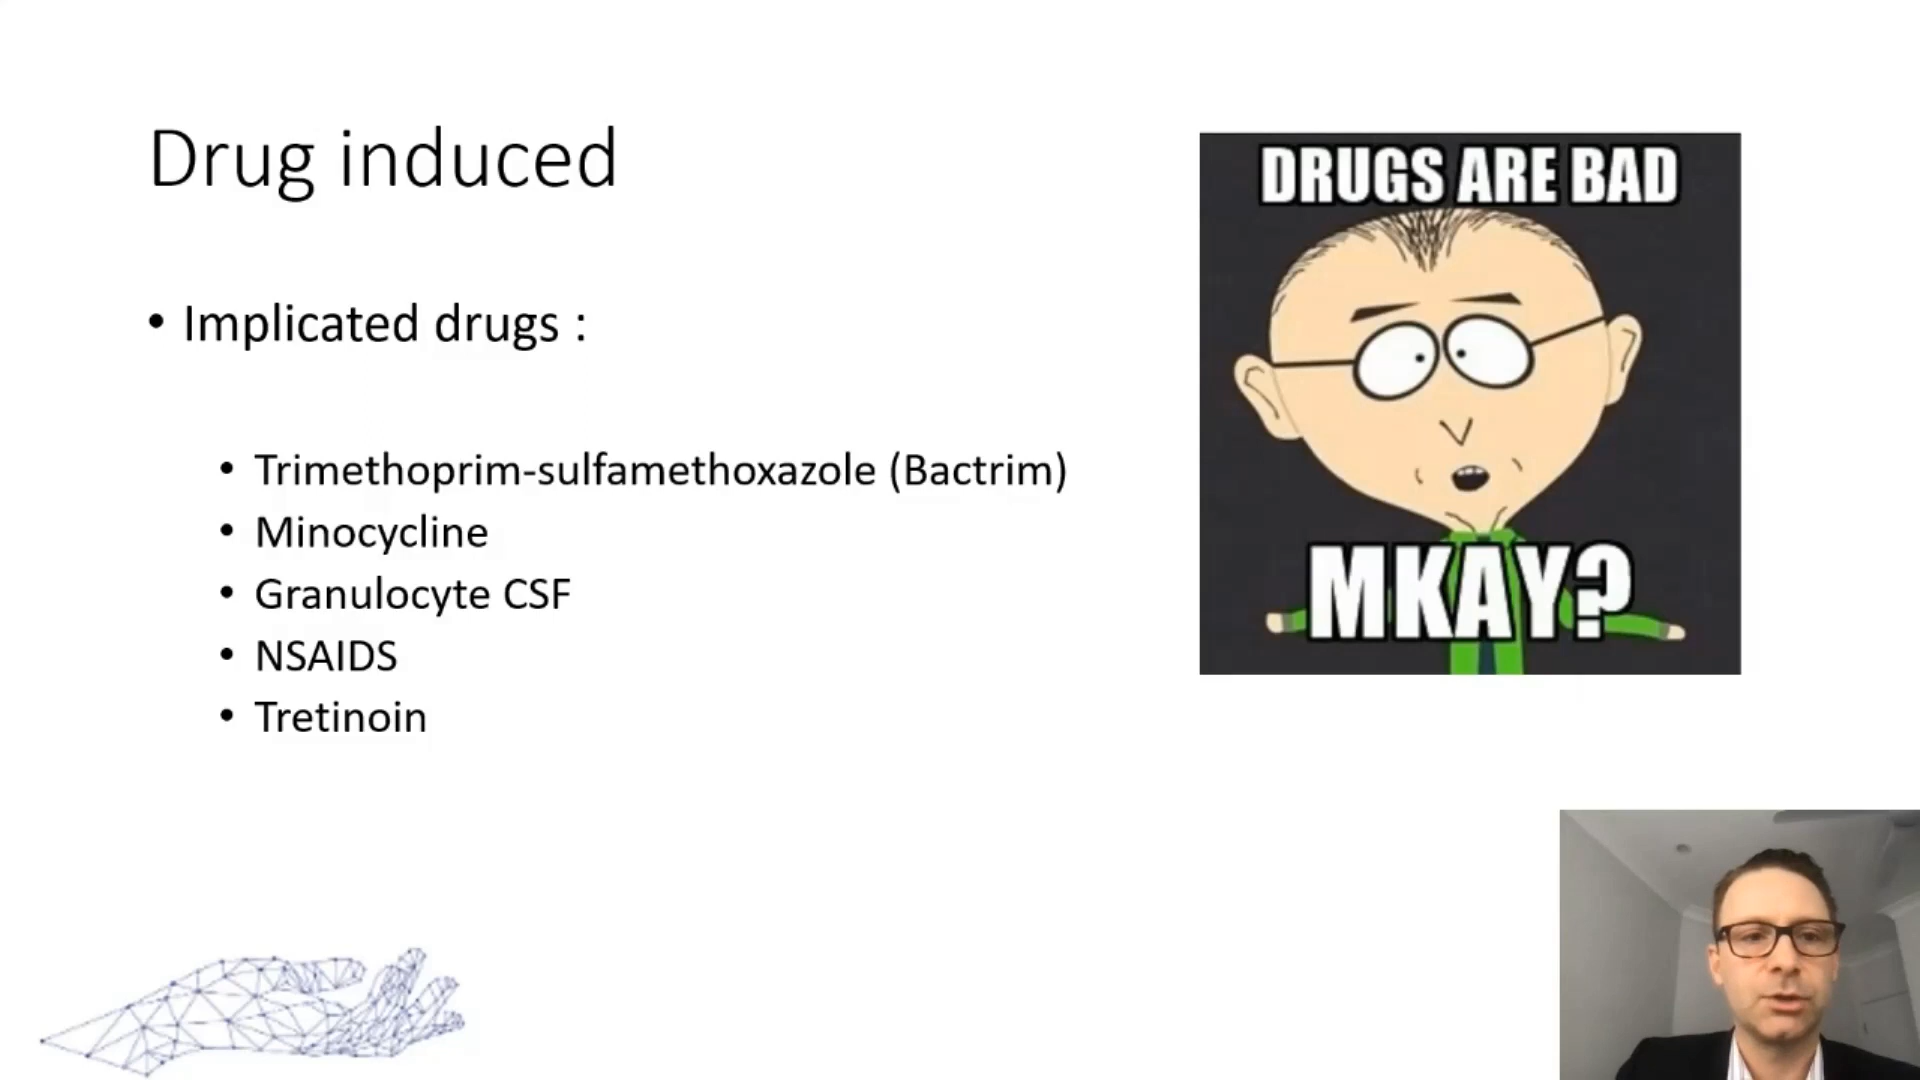 Drug induced
• Implicated drugs :
• Trimethoprim-sulfamethoxazole (Bactrim)
• Minocycline
• Granulocyte CSF
• NSAIDS
• Tretinoin
DRUGS ARE BAD
MKAY?